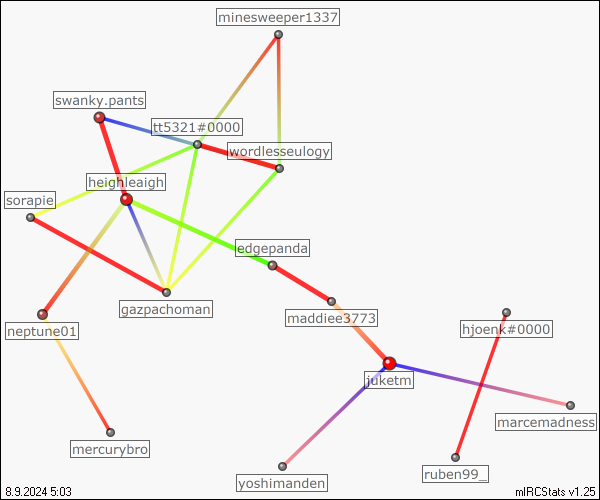 minesweeper1337
swanky.pants
tt5321#0000
wordlesseulogy
heighleaigh
sorapie
edgepanda
gazpachoman
maddiee3773
neptune01
hjoenk#0000
juketm
marcemadness
mercurybro
yoshimanden
ruben99_
8.9.2024 5:03
mIRCStats v1.25